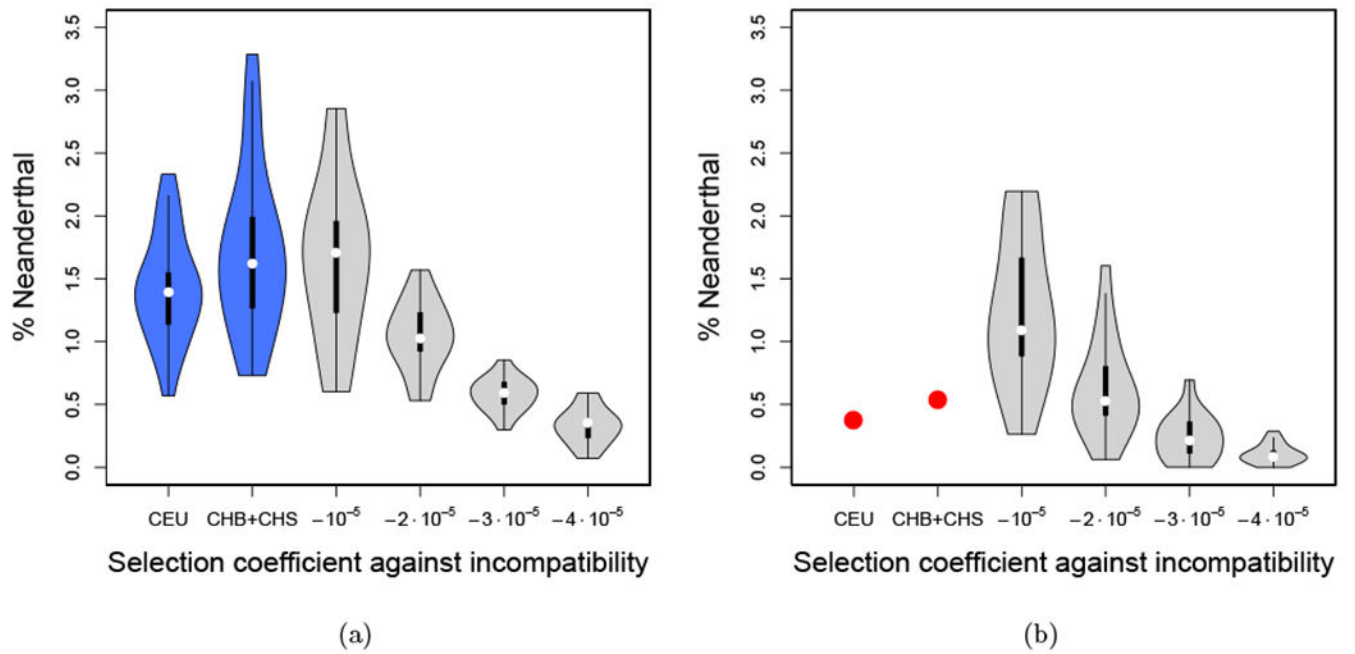 % Neanderthal
3.5
3.0
2.5
2.0
1.5
1.0
0.5
0.0
CEU CHB+CHS −10⁻⁵ −2·10⁻⁵ −3·10⁻⁵ −4·10⁻⁵
Selection coefficient against incompatibility
(a)
% Neanderthal
3.5
3.0
2.5
2.0
1.5
1.0
0.5
0.0
CEU CHB+CHS −10⁻⁵ −2·10⁻⁵ −3·10⁻⁵ −4·10⁻⁵
Selection coefficient against incompatibility
(b)